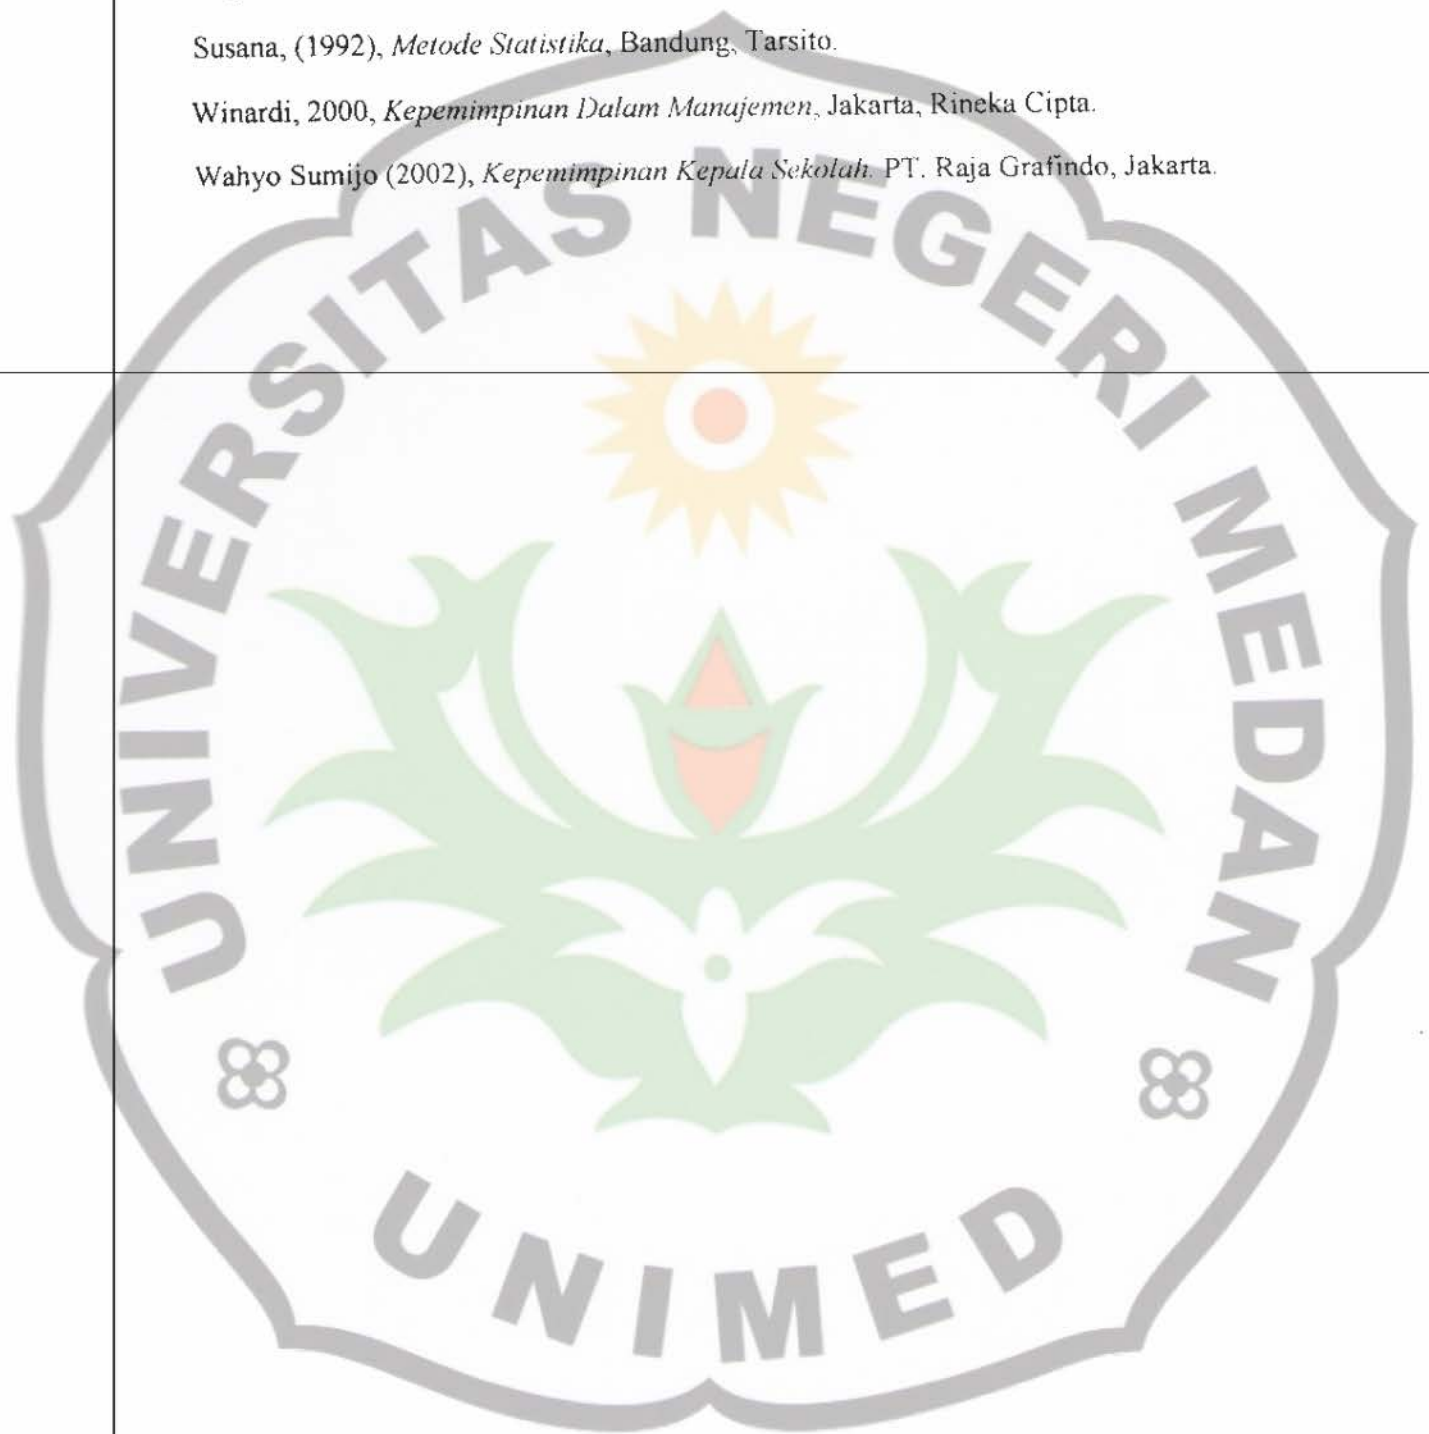 Susana, (1992), Metode Statistika, Bandung, Tarsito.
Winardi, 2000, Kepemimpinan Dalam Manajemen, Jakarta, Rineka Cipta.
Wahyo Sumijo (2002), Kepemimpinan Kepala Sekolah. PT. Raja Grafindo, Jakarta.
UNIVERSITAS NEGERI MEDAN
UNIMED